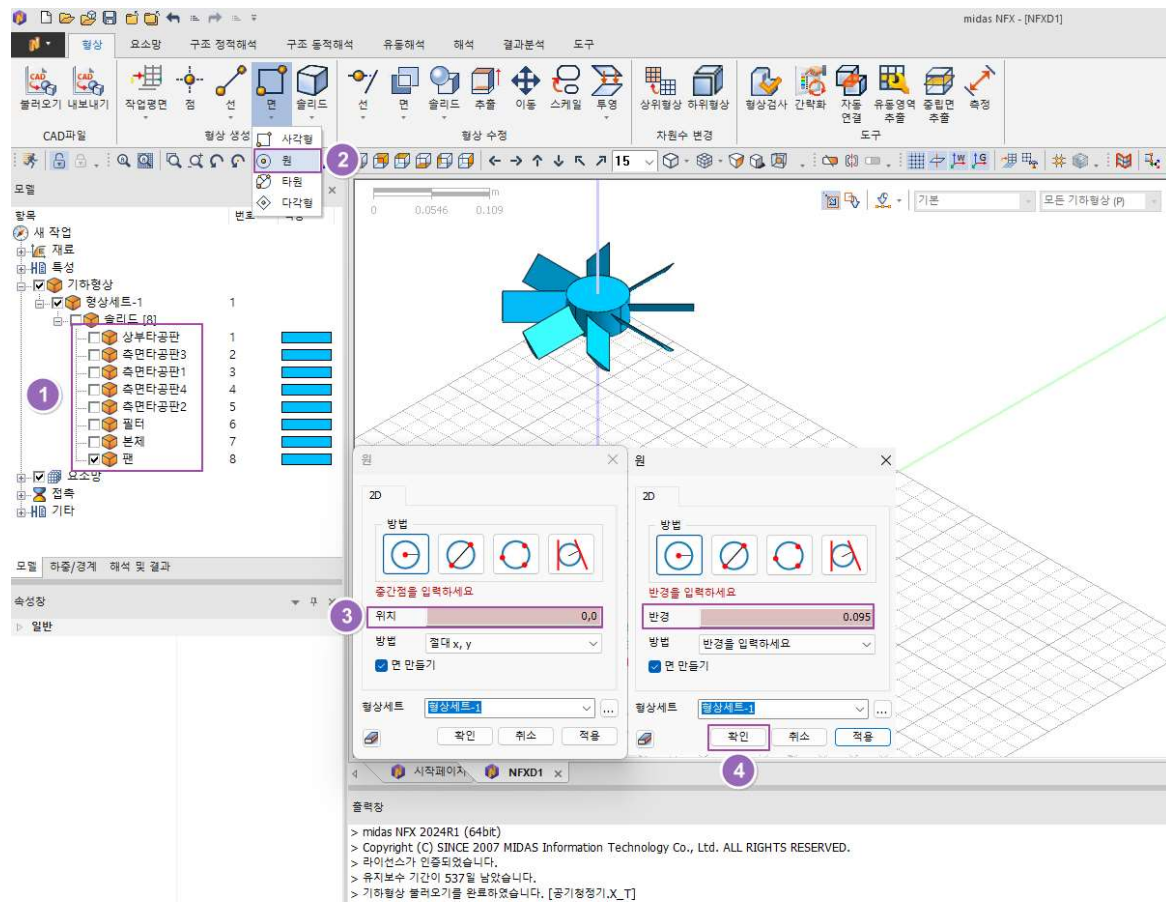 midas NFX - [NFXD1]
형상 요소망 구조 정적해석 구조 동적해석 유동해석 해석 결과분석 도구
CAD CAD
불러오기 내보내기 작업평면 점 선 면 솔리드 선 면 솔리드 추출 이동 스케일 투영 상위형상 하위형상 형상검사 간략화 자동 연결 유동영역 추출 중립면 추출 측정
CAD파일 형상 생성 형상 수정 차원수 변경 도구
사각형
원
2
타원
다각형
15
모델
항목 번호
새 작업
재료
특성
기하형상
형상세트-1 1
솔리드 [8]
상부타공판 1
측면타공판3 2
측면타공판1 3
측면타공판4 4
측면타공판2 5
필터 6
본체 7
팬 8
1
요소망
접촉
기타
모델 하중/경계 해석 및 결과
속성창
일반
m
0 0.0546 0.109
기본 모든 기하형상 (P)
원
2D
방법
중간점을 입력하세요
3
위치 0,0
방법 절대 x, y
면 만들기
형상세트 형상세트-1 ...
확인 취소 적용
원
2D
방법
반경을 입력하세요
반경 0.095
방법 반경을 입력하세요
면 만들기
형상세트 형상세트-1 ...
확인 취소 적용
4
시작페이지 NFXD1
출력창
> midas NFX 2024R1 (64bit)
> Copyright (C) SINCE 2007 MIDAS Information Technology Co., Ltd. ALL RIGHTS RESERVED.
> 라이선스가 인증되었습니다.
> 유지보수 기간이 537일 남았습니다.
> 기하형상 불러오기를 완료하였습니다. [공기청정기.X_T]